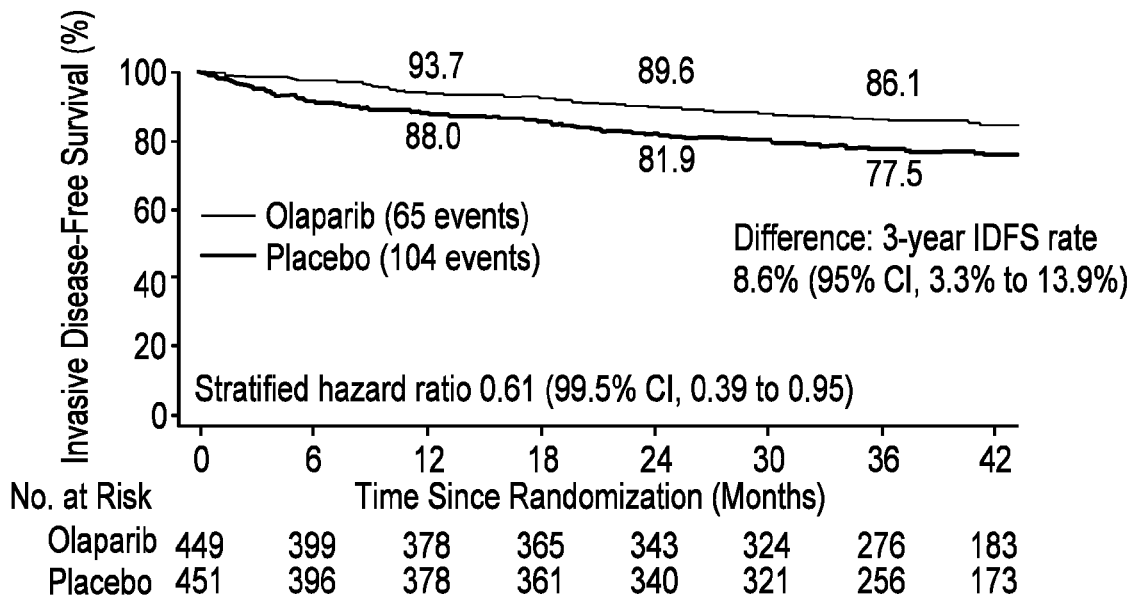 Invasive Disease-Free Survival (%)
100
80
60
40
20
0
93.7
89.6
86.1
88.0
81.9
77.5
Olaparib (65 events)
Placebo (104 events)
Difference: 3-year IDFS rate
8.6% (95% CI, 3.3% to 13.9%)
Stratified hazard ratio 0.61 (99.5% CI, 0.39 to 0.95)
0 6 12 18 24 30 36 42
No. at Risk
Time Since Randomization (Months)
Olaparib 449 399 378 365 343 324 276 183
Placebo 451 396 378 361 340 321 256 173